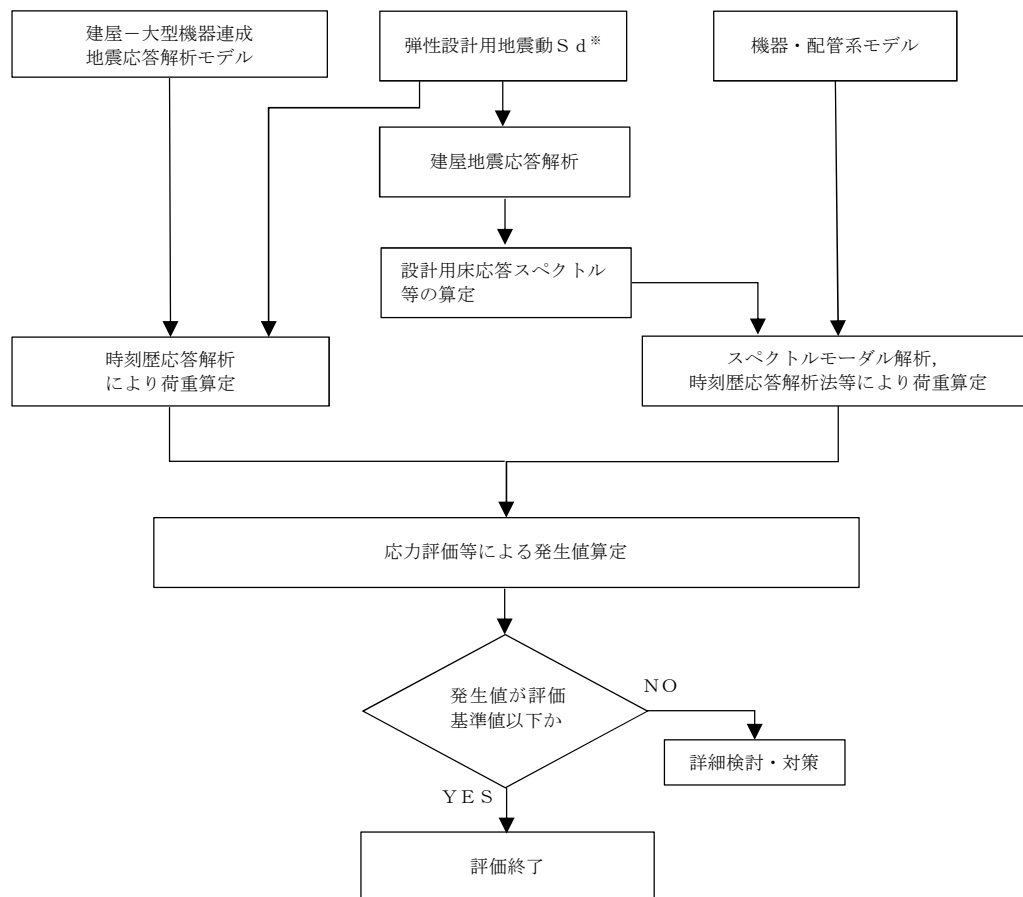 建屋－大型機器連成
地震応答解析モデル
弾性設計用地震動Ｓｄ※
機器・配管系モデル
建屋地震応答解析
設計用床応答スペクトル
等の算定
時刻歴応答解析
により荷重算定
スペクトルモーダル解析，
時刻歴応答解析法等により荷重算定
応力評価等による発生値算定
発生値が評価
基準値以下か
ＮＯ
詳細検討・対策
ＹＥＳ
評価終了